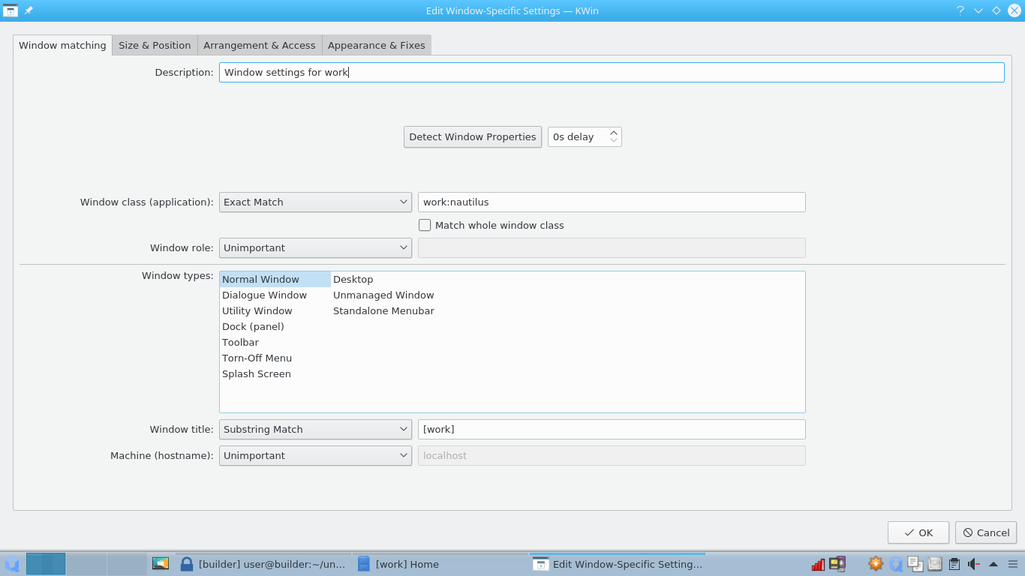 Edit Window-Specific Settings — KWin
Window matching
Size & Position
Arrangement & Access
Appearance & Fixes
Description: Window settings for work
Detect Window Properties 0s delay
Window class (application): Exact Match work:nautilus
Match whole window class
Window role: Unimportant
Window types: Normal Window Desktop
Dialogue Window Unmanaged Window
Utility Window Standalone Menubar
Dock (panel)
Toolbar
Torn-Off Menu
Splash Screen
Window title: Substring Match [work]
Machine (hostname): Unimportant localhost
OK Cancel
[builder] user@builder:~/un... [work] Home Edit Window-Specific Setting...